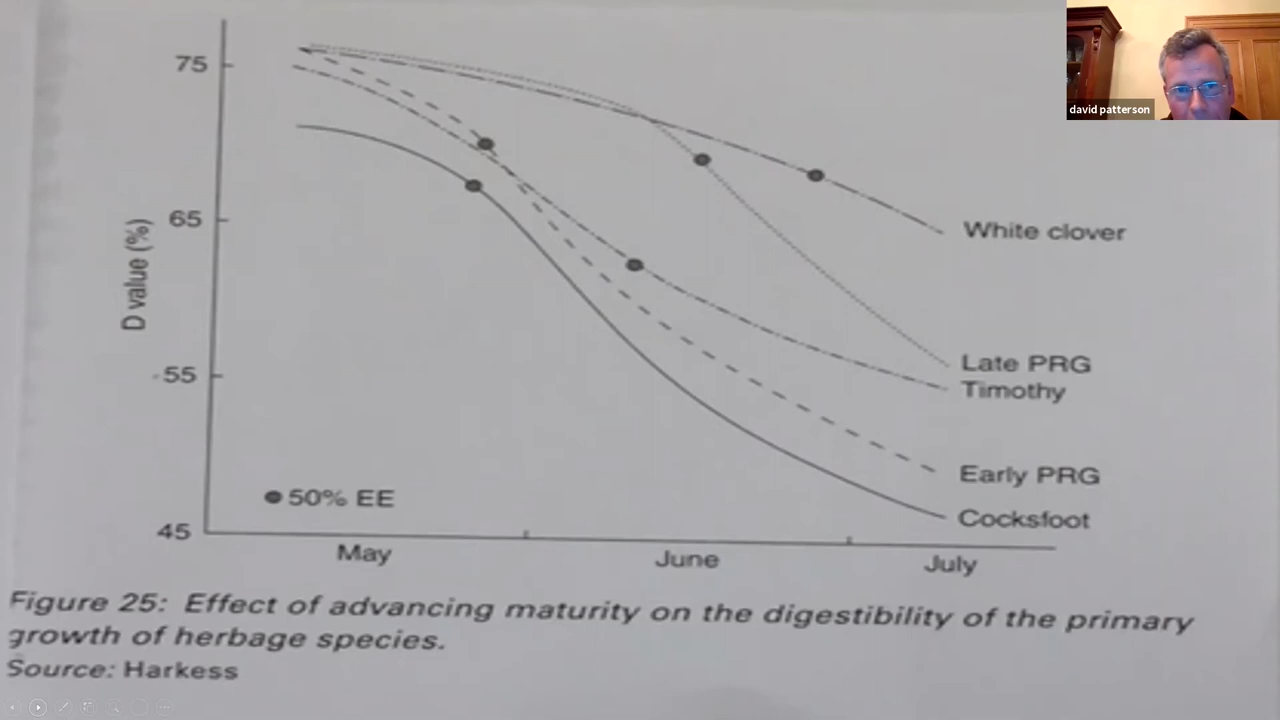 david patterson
75
65
55
45
D value (%)
White clover
Late PRG
Timothy
Early PRG
Cocksfoot
50% EE
May
June
July
Figure 25: Effect of advancing maturity on the digestibility of the primary
growth of herbage species.
Source: Harkess